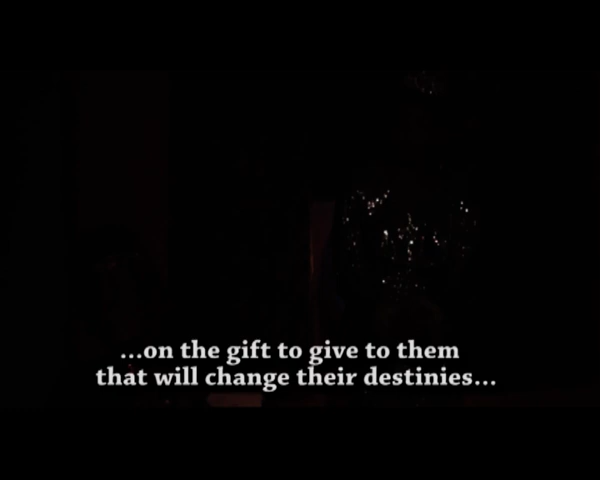 ...on the gift to give to them
that will change their destinies...